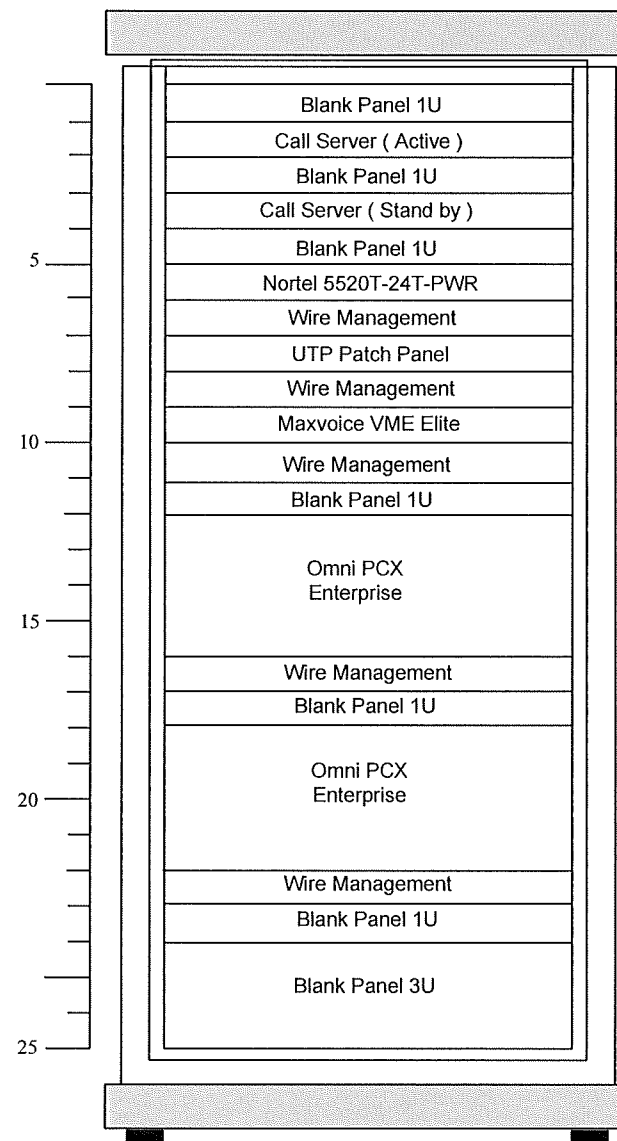 Blank Panel 1U
Call Server ( Active )
Blank Panel 1U
Call Server ( Stand by )
Blank Panel 1U
5
Nortel 5520T-24T-PWR
Wire Management
UTP Patch Panel
Wire Management
Maxvoice VME Elite
10
Wire Management
Blank Panel 1U
Omni PCX
Enterprise
15
Wire Management
Blank Panel 1U
Omni PCX
Enterprise
20
Wire Management
Blank Panel 1U
Blank Panel 3U
25